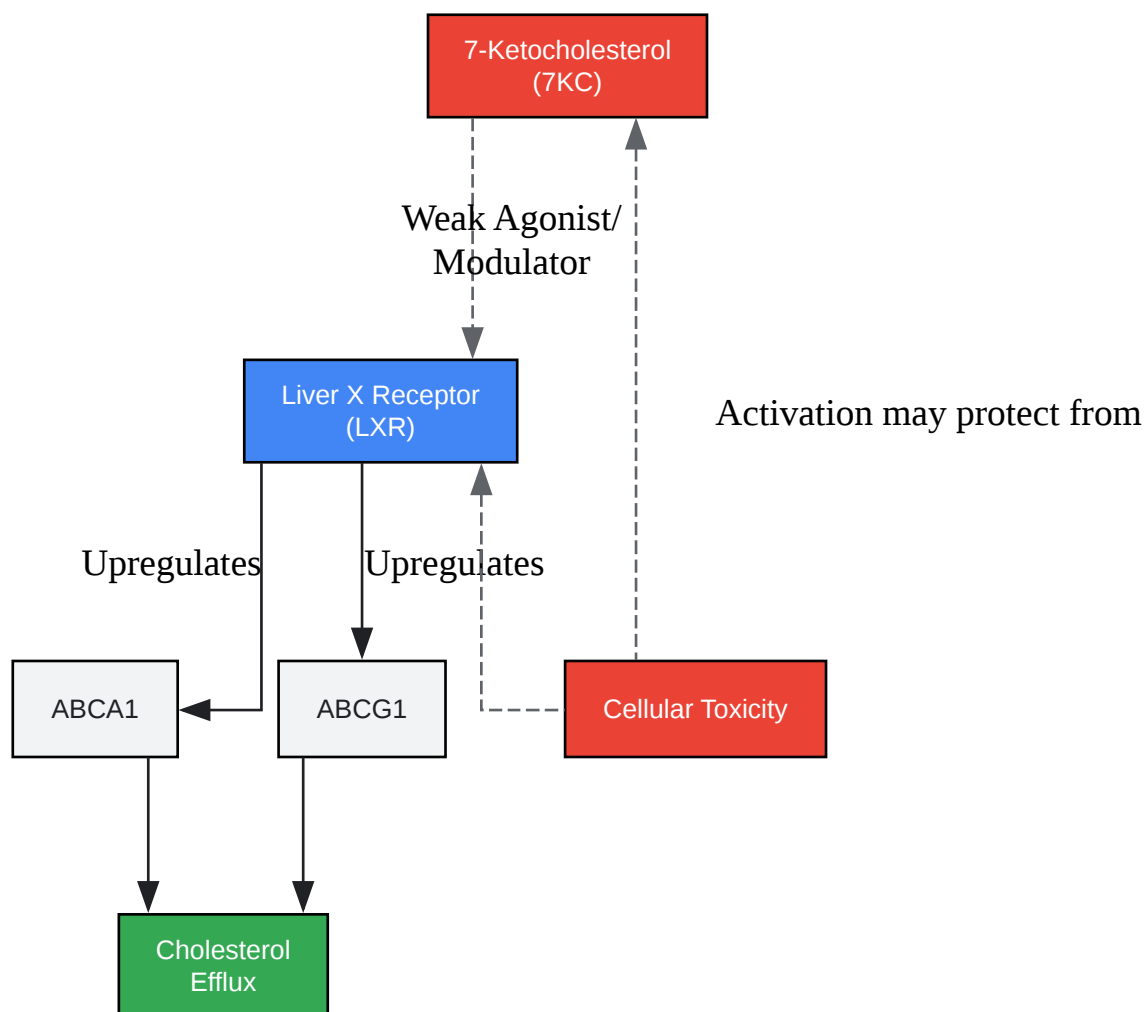 7-Ketocholesterol
(7KC)
Weak Agonist/
Modulator
Liver X Receptor
(LXR)
Activation may protect from
Upregulates
Upregulates
ABCA1
ABCG1
Cellular Toxicity
Cholesterol
Efflux